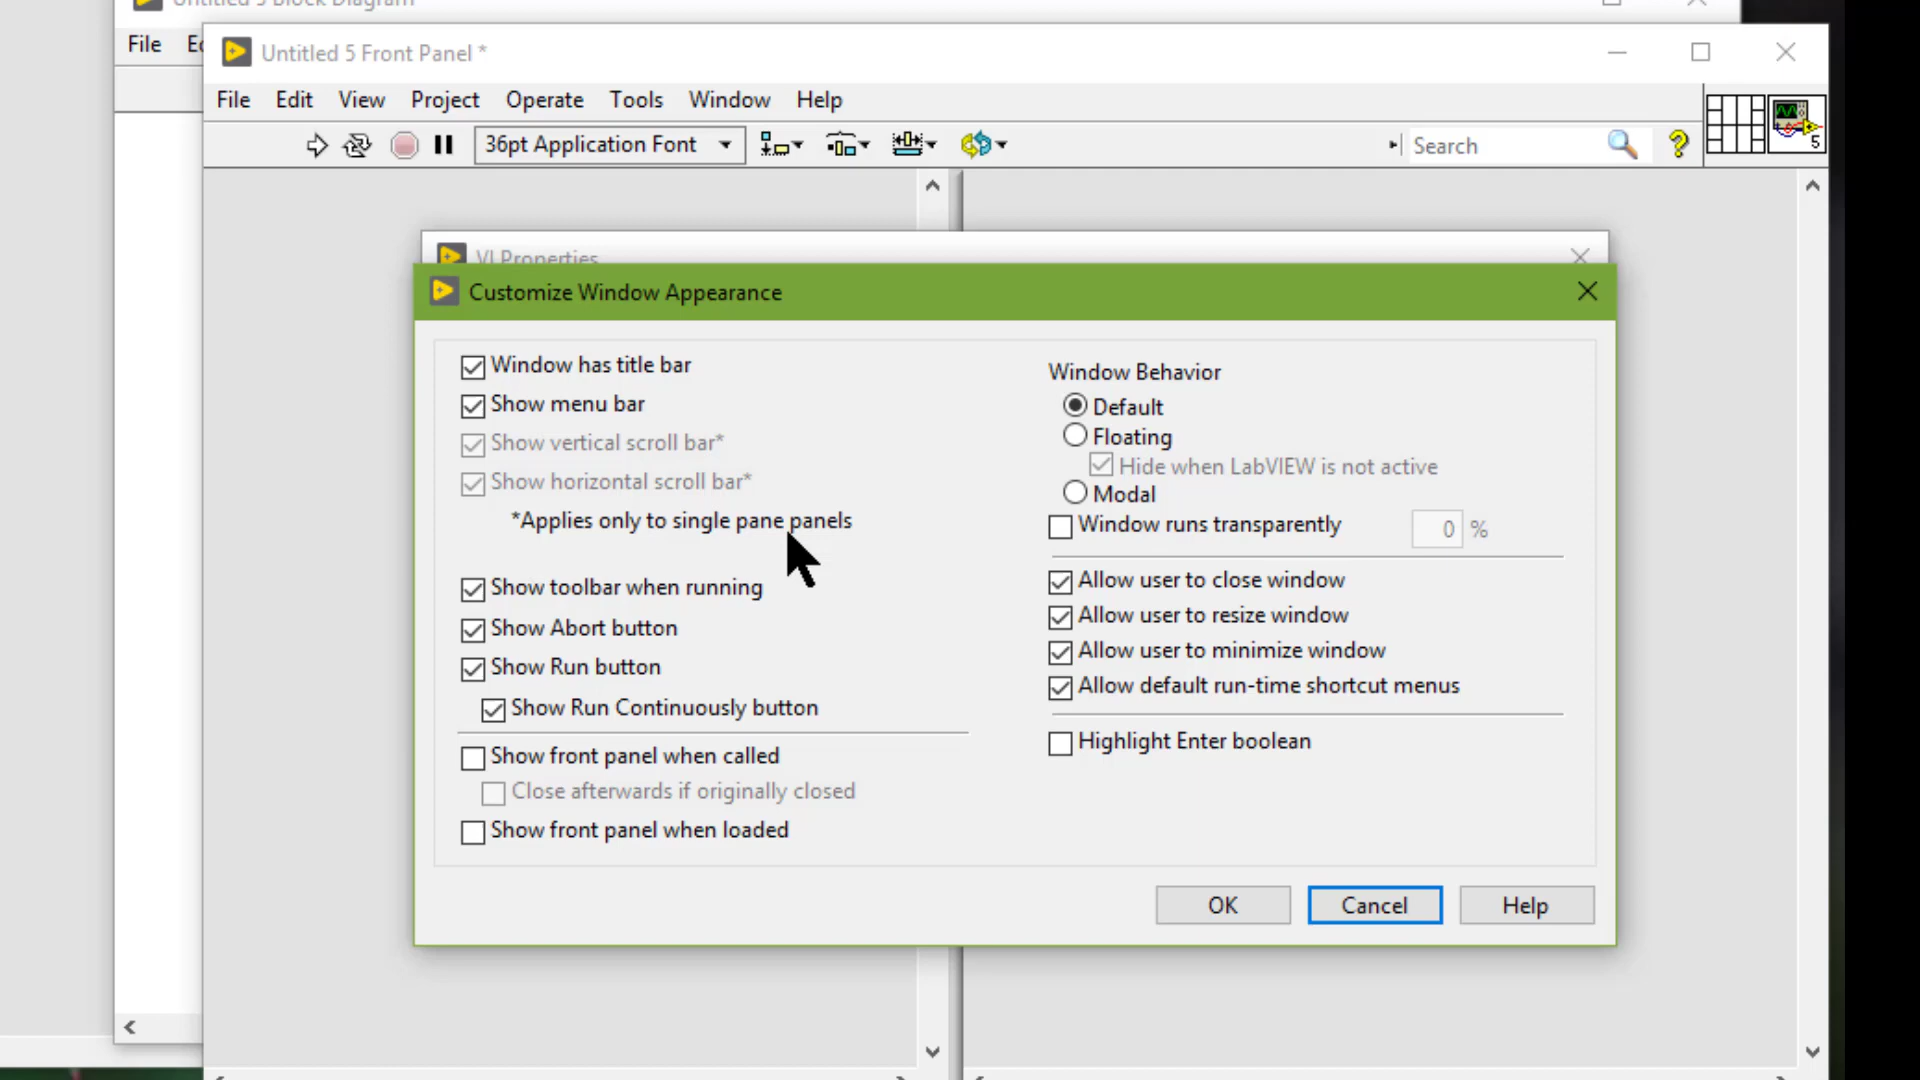 Untitled 5 Block Diagram
File
Untitled 5 Front Panel *
File Edit View Project Operate Tools Window Help
36pt Application Font
Search
5
VI Properties
Customize Window Appearance
Window has title bar
Show menu bar
Show vertical scroll bar*
Show horizontal scroll bar*
*Applies only to single pane panels
Show toolbar when running
Show Abort button
Show Run button
Show Run Continuously button
Show front panel when called
Close afterwards if originally closed
Show front panel when loaded
Window Behavior
Default
Floating
Hide when LabVIEW is not active
Modal
Window runs transparently 0 %
Allow user to close window
Allow user to resize window
Allow user to minimize window
Allow default run-time shortcut menus
Highlight Enter boolean
OK Cancel Help